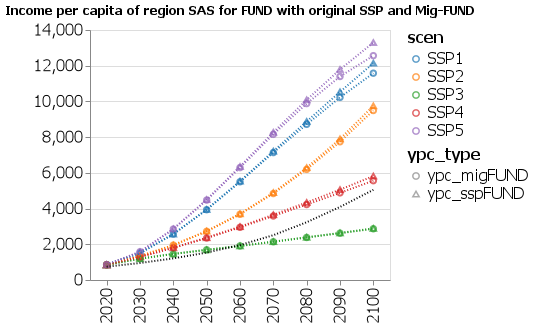 Income per capita of region SAS for FUND with original SSP and Mig-FUND
14,000
12,000
10,000
8,000
6,000
4,000
2,000
0
2020
2030
2040
2050
2060
2070
2080
2090
2100
scen
SSP1
SSP2
SSP3
SSP4
SSP5
ypc_type
ypc_migFUND
ypc_sspFUND